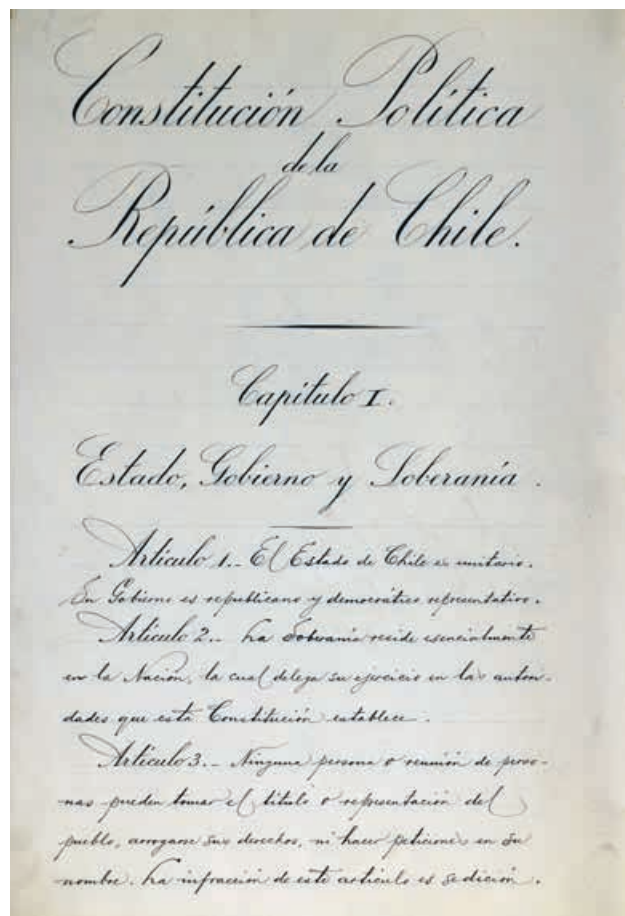 Constitución Política
de la
República de Chile.
Capítulo I.
Estado, Gobierno y Soberanía.
Artículo 1.- El Estado de Chile es unitario.
Su Gobierno es republicano y democrático representativo.
Artículo 2.- La Soberanía reside esencialmente
en la Nación, la cual delega su ejercicio en las autori-
dades que esta Constitución establece.
Artículo 3.- Ninguna persona o reunión de perso-
nas pueden tomar el título o representación del
pueblo, arrogarse sus derechos, ni hacer peticiones en su
nombre. La infracción de este artículo es sedición.